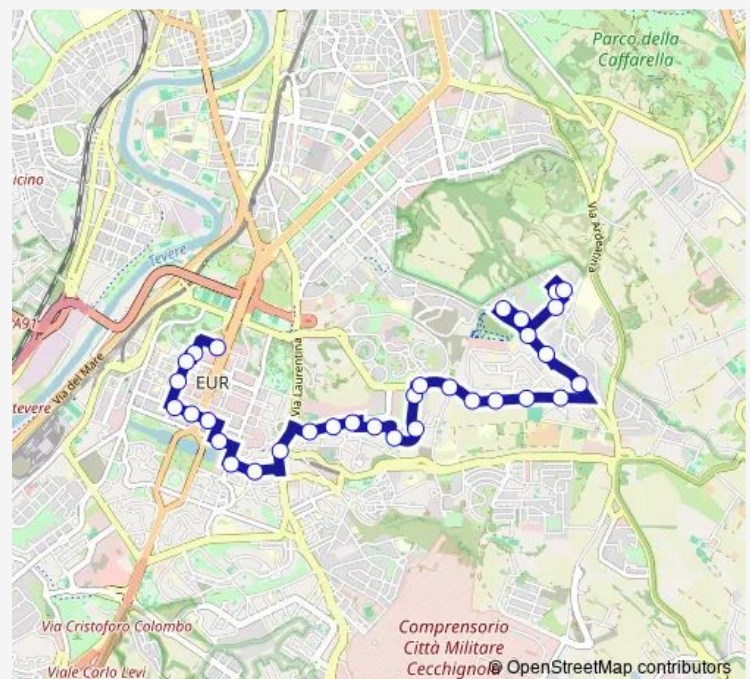 Parco della
Caffarella
icino
Via Ardeatina
Tevere
A91
Via del Mare
Via Laurentina
EUR
tevere
Via Cristoforo Colombo
Comprensorio
Città Militare
Cecchignola
Viale Carlo Levi
© OpenStreetMap contributors